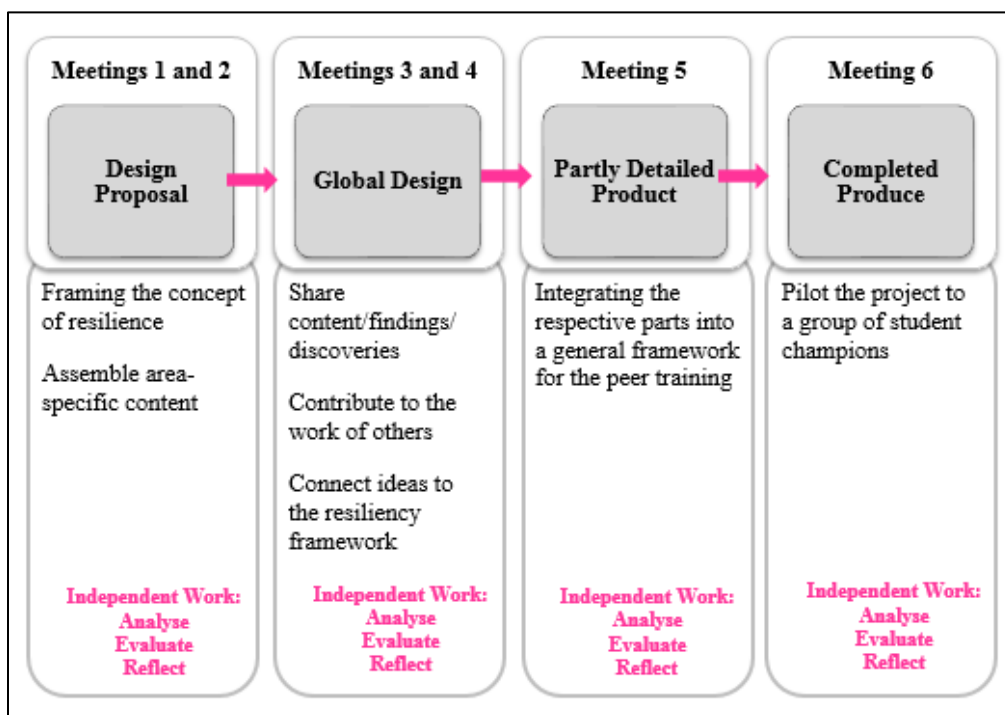 Meetings 1 and 2
Design
Proposal
Framing the concept
of resilience
Assemble area-
specific content
Independent Work:
Analyse
Evaluate
Reflect
Meetings 3 and 4
Global Design
Share
content/findings/
discoveries
Contribute to the
work of others
Connect ideas to
the resiliency
framework
Independent Work:
Analyse
Evaluate
Reflect
Meeting 5
Partly Detailed
Product
Integrating the
respective parts into
a general framework
for the peer training
Independent Work:
Analyse
Evaluate
Reflect
Meeting 6
Completed
Produce
Pilot the project to
a group of student
champions
Independent Work:
Analyse
Evaluate
Reflect